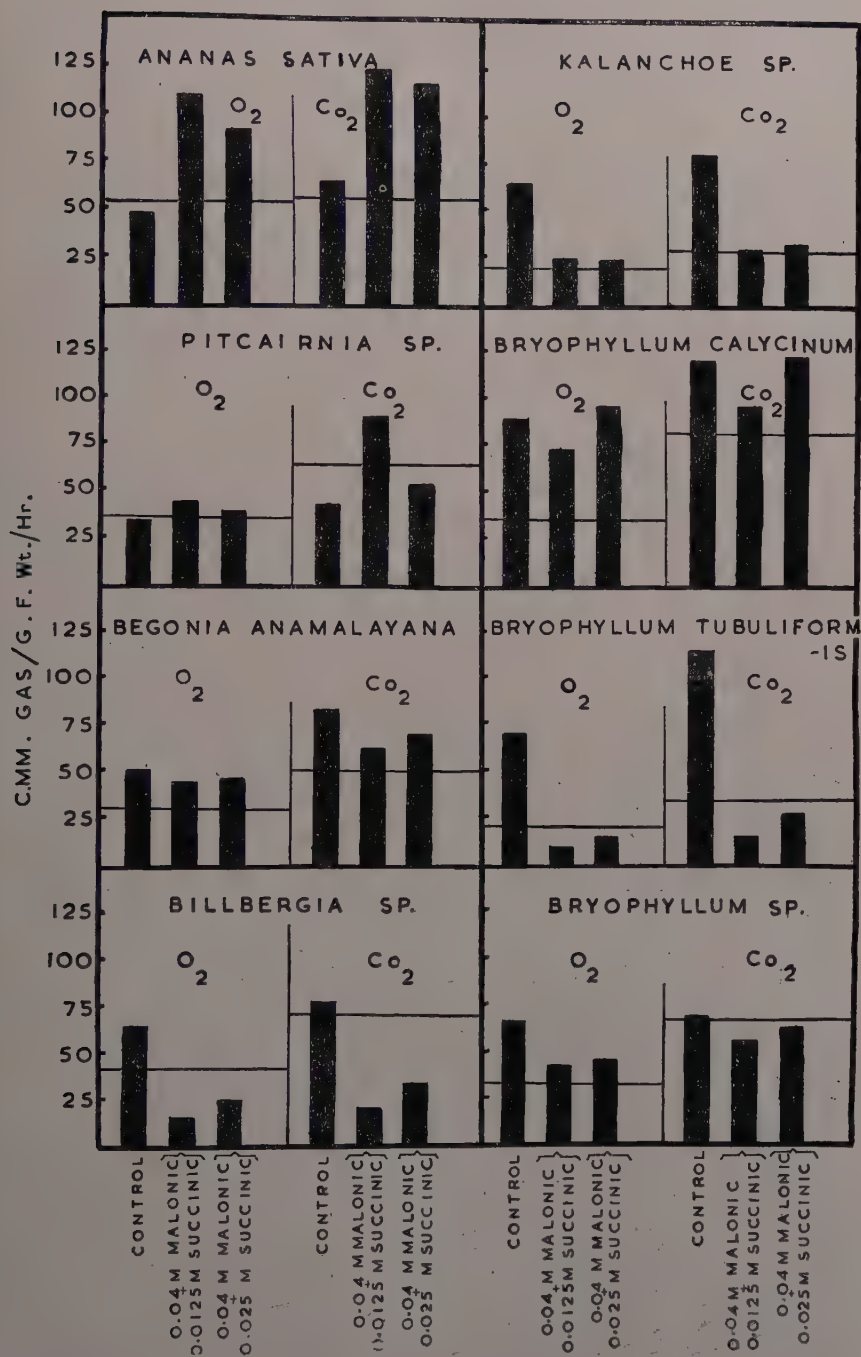 C.MM. GAS/G.F. Wt./Hr.
125
100
75
50
25
ANANAS SATIVA
O2
Co2
KALANCHOE SP.
O2
Co2
125
100
75
50
25
PITCAIRNIA SP.
O2
Co2
BRYOPHYLLUM CALYCINUM
O2
Co2
125
100
75
50
25
BEGONIA ANAMALAYANA
O2
Co2
BRYOPHYLLUM TUBULIFORM
-IS
O2
Co2
125
100
75
50
25
BILLBERGIA SP.
O2
Co2
BRYOPHYLLUM SP.
O2
Co2
CONTROL
0.04 M MALONIC
+
0.0125 M SUCCINIC
0.04 M MALONIC
+
0.025 M SUCCINIC
CONTROL
0.04 M MALONIC
+
0.0125 M SUCCINIC
0.04 M MALONIC
+
0.025 M SUCCINIC
CONTROL
0.04 M MALONIC
+
0.0125 M SUCCINIC
0.04 M MALONIC
+
0.025 M SUCCINIC
CONTROL
0.04 M MALONIC
+
0.0125 M SUCCINIC
0.04 M MALONIC
+
0.025 M SUCCINIC